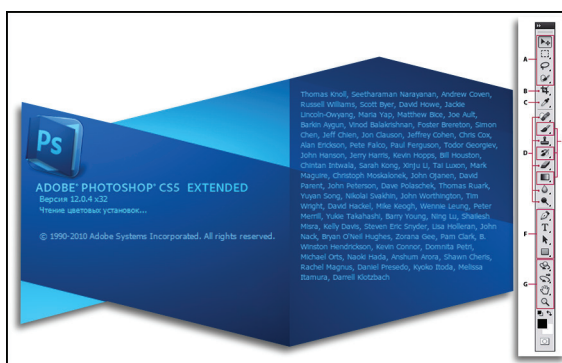 Ps
ADOBE® PHOTOSHOP® CS5 EXTENDED
Версия 12.0.4 x32
Чтение цветовых установок...
© 1990-2010 Adobe Systems Incorporated. All rights reserved.
Thomas Knoll, Seetharaman Narayanan, Andrew Coven,
Russell Williams, Scott Byer, David Howe, Jackie
Lincoln-Owyang, Maria Yap, Matthew Bice, Joe Ault,
Barkin Aygun, Vinod Balakrishnan, Foster Brereton, Simon
Chen, Jeff Chien, Jon Clauson, Jeffrey Cohen, Chris Cox,
Alan Erickson, Pete Falco, Paul Ferguson, Todor Georgiev,
John Hanson, Jerry Harris, Kevin Hopps, Bill Houston,
Chintan Intwala, Sarah Kong, Xinju Li, Tai Luxon, Mark
Maguire, Christoph Moskalonek, John Ojanen, David
Parent, John Peterson, Dave Polaschek, Thomas Ruark,
Yuyan Song, Nikolai Svakhin, John Worthington, Tim
Wright, David Hackel, Mike Keogh, Wennie Leung, Peter
Merrill, Yukie Takahashi, Barry Young, Ning Lu, Shailesh
Misra, Kelly Davis, Steven Eric Snyder, Lisa Holleran, John
Nack, Bryan O'Neil Hughes, Zorana Gee, Pam Clark, B.
Winston Hendrickson, Kevin Connor, Domnita Petri,
Michael Orts, Naoki Hada, Anshum Arora, Shawn Cheris,
Rachel Magnus, Daniel Presedo, Kyoko Itoda, Melissa
Itamura, Darrell Klotzbach
A
B
C
D
F
T
G